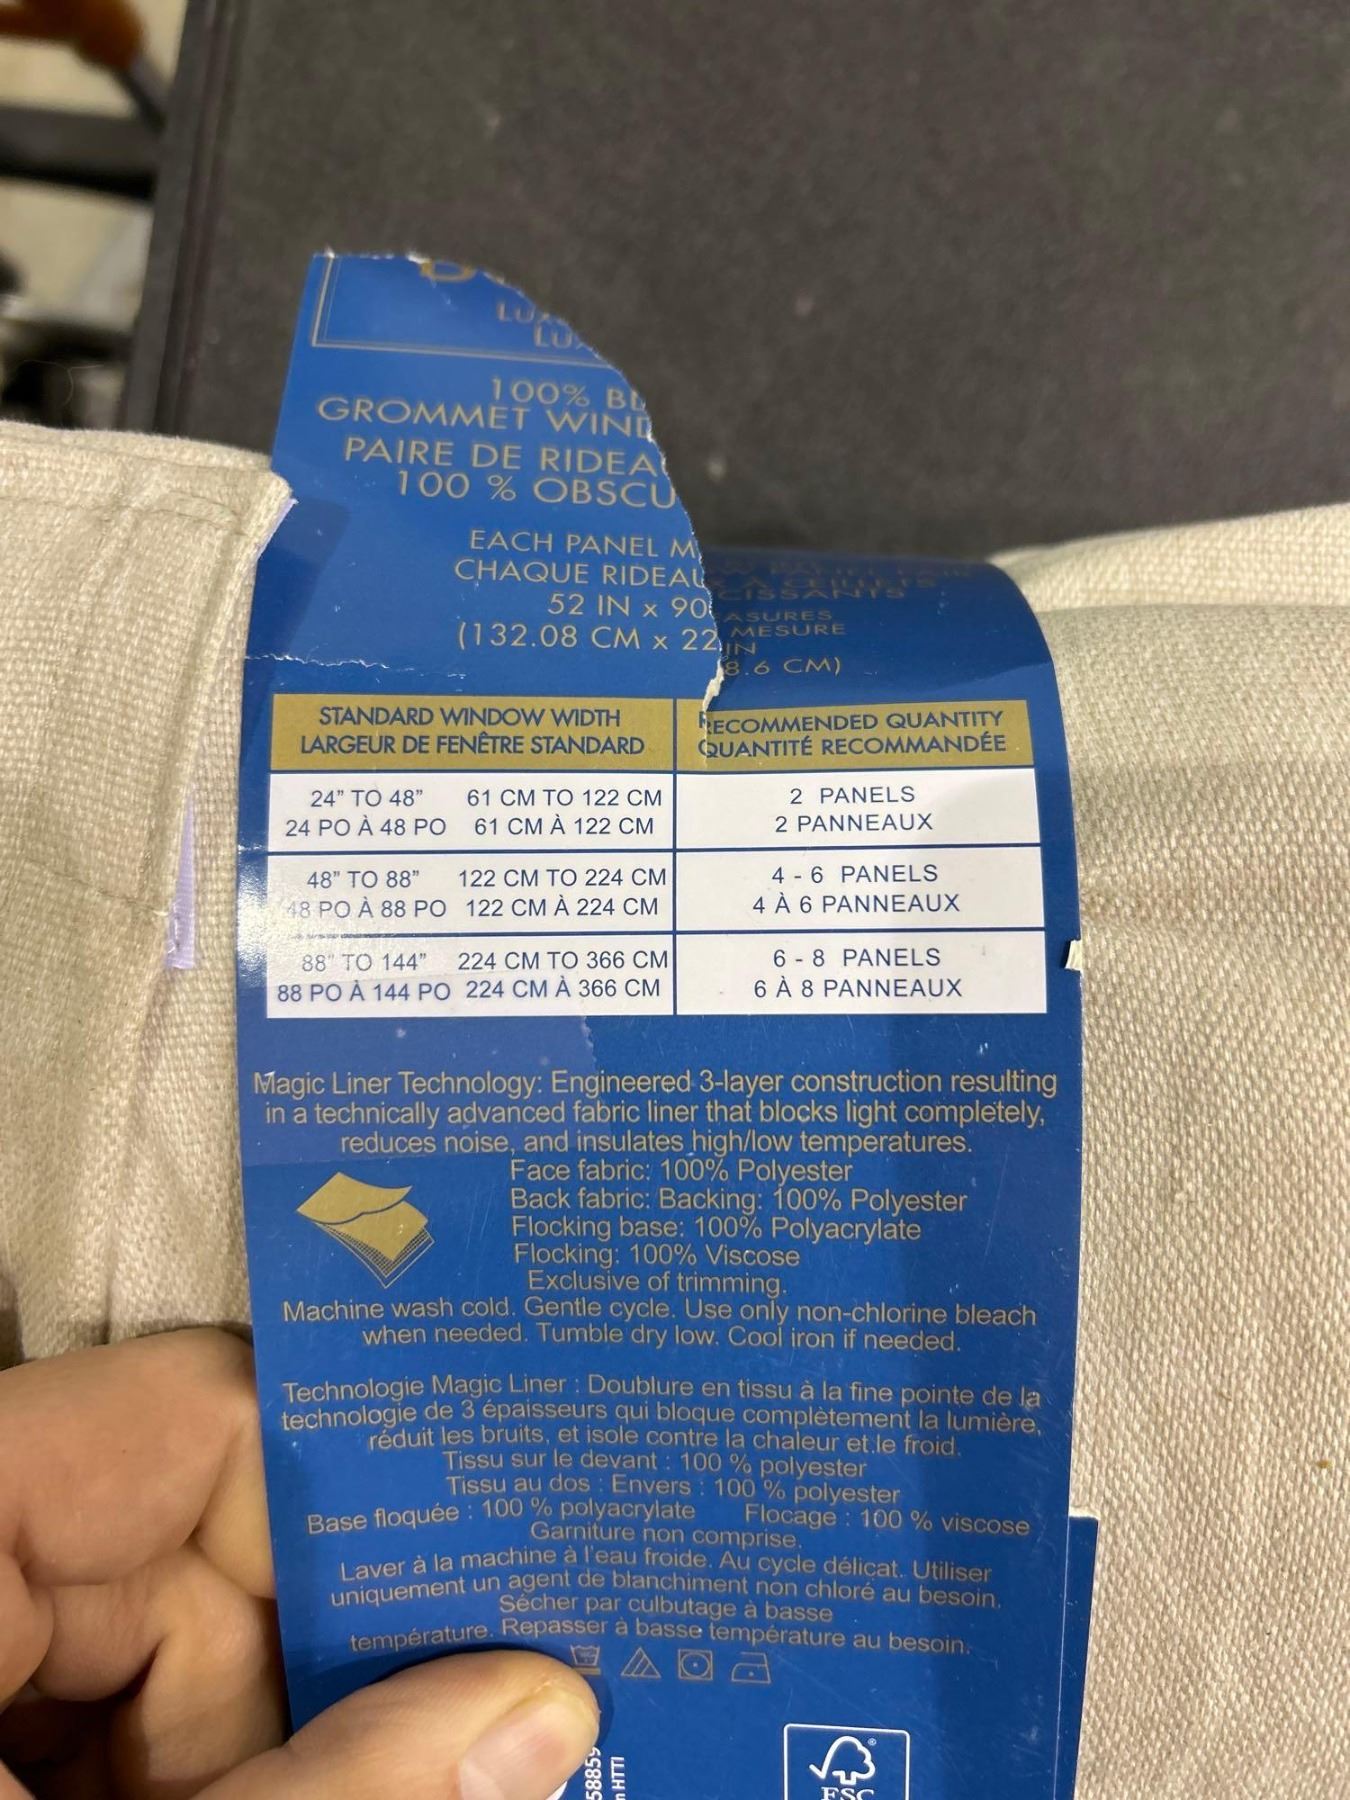 100%
GROMMET
PAIRE DE
100 %
EACH PANEL
CHAQUE
À ŒILLETS
52 IN x 90 IN
(132.08 CM x 228.6 CM)
MESURE
STANDARD WINDOW WIDTH
LARGEUR DE FENÊTRE STANDARD
RECOMMENDED QUANTITY
QUANTITÉ RECOMMANDÉE
24” TO 48” 61 CM TO 122 CM 2 PANELS
24 PO À 48 PO 61 CM À 122 CM 2 PANNEAUX
48” TO 88” 122 CM TO 224 CM 4 - 6 PANELS
48 PO À 88 PO 122 CM À 224 CM 4 À 6 PANNEAUX
88” TO 144” 224 CM TO 366 CM 6 - 8 PANELS
88 PO À 144 PO 224 CM À 366 CM 6 À 8 PANNEAUX
Magic Liner Technology: Engineered 3-layer construction resulting
in a technically advanced fabric liner that blocks light completely,
reduces noise, and insulates high/low temperatures.
Face fabric: 100% Polyester
Back fabric: Backing: 100% Polyester
Flocking base: 100% Polyacrylate
Flocking: 100% Viscose
Exclusive of trimming.
Machine wash cold. Gentle cycle. Use only non-chlorine bleach
when needed. Tumble dry low. Cool iron if needed.
Technologie Magic Liner : Doublure en tissu à la fine pointe de la
technologie de 3 épaisseurs qui bloque complètement la lumière,
réduit les bruits, et isole contre la chaleur et.le froid.
Tissu sur le devant : 100 % polyester
Tissu au dos : Envers : 100 % polyester
Base floquée : 100 % polyacrylate Flocage : 100 % viscose
Garniture non comprise.
Laver à la machine à l'eau froide. Au cycle délicat. Utiliser
uniquement un agent de blanchiment non chloré au besoin.
Sécher par culbutage à basse
température. Repasser à basse température au besoin.
FSC